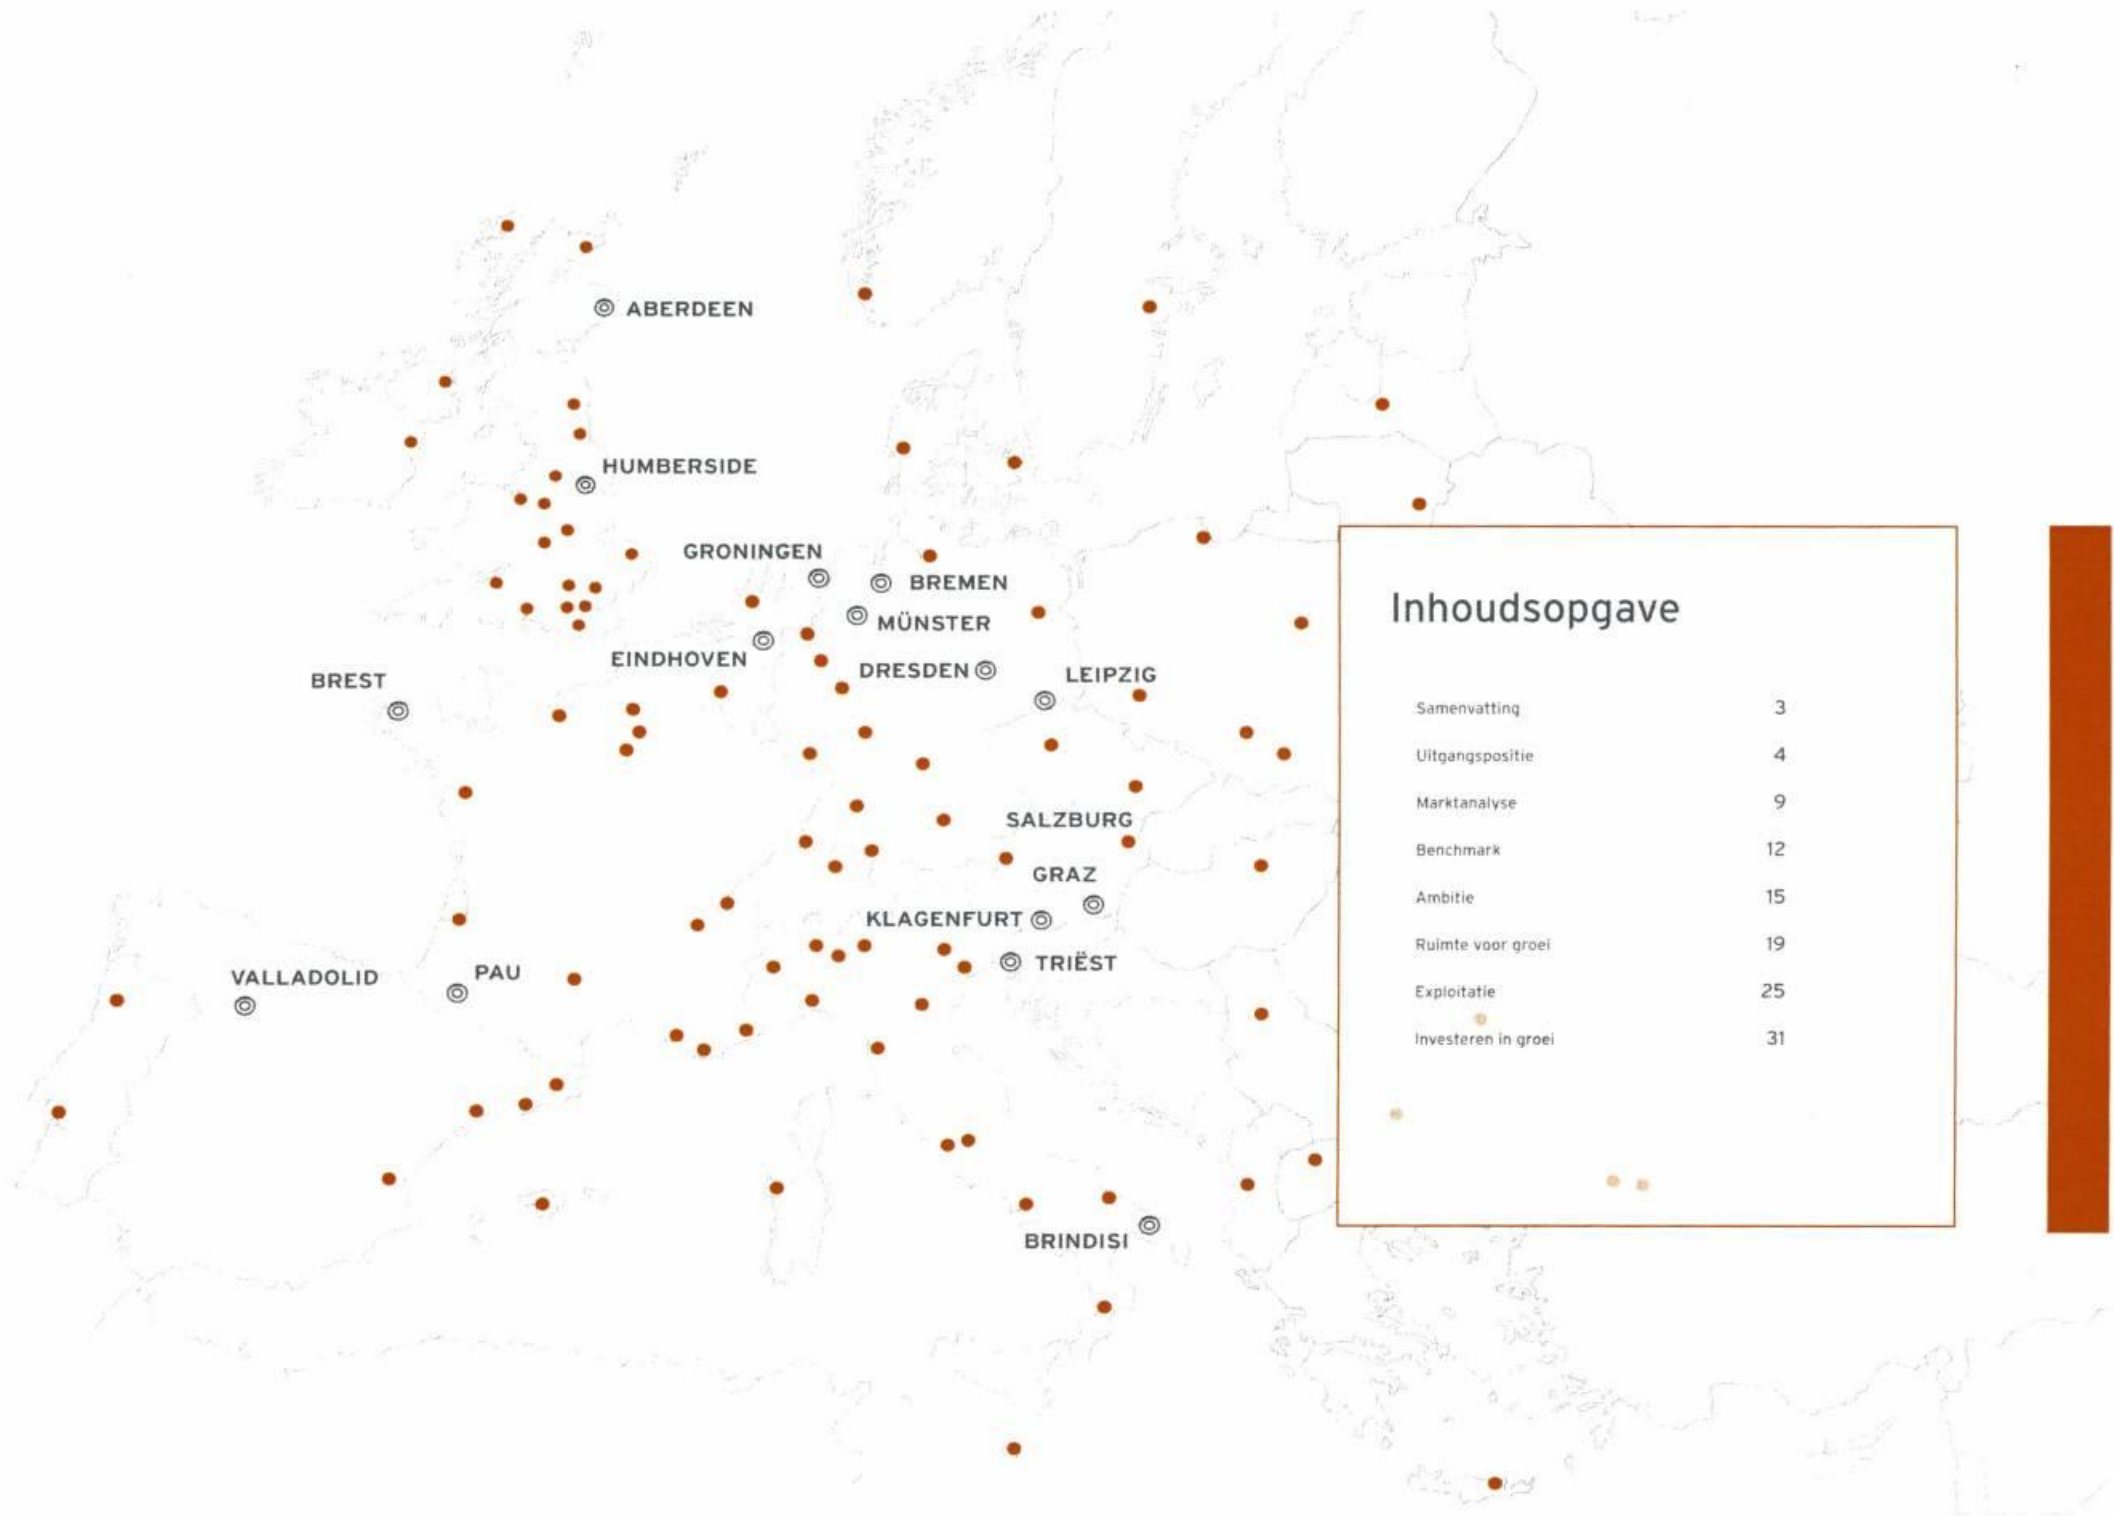 ABERDEEN
HUMBERSIDE
GRONINGEN
BREMEN
MÜNSTER
EINDHOVEN
DRESDEN
LEIPZIG
BREST
SALZBURG
GRAZ
KLAGENFURT
TRIËST
VALLADOLID
PAU
BRINDISI
Inhoudsopgave
Samenvatting 3
Uitgangspositie 4
Marktanalyse 9
Benchmark 12
Ambitie 15
Ruimte voor groei 19
Exploitatie 25
Investeren in groei 31